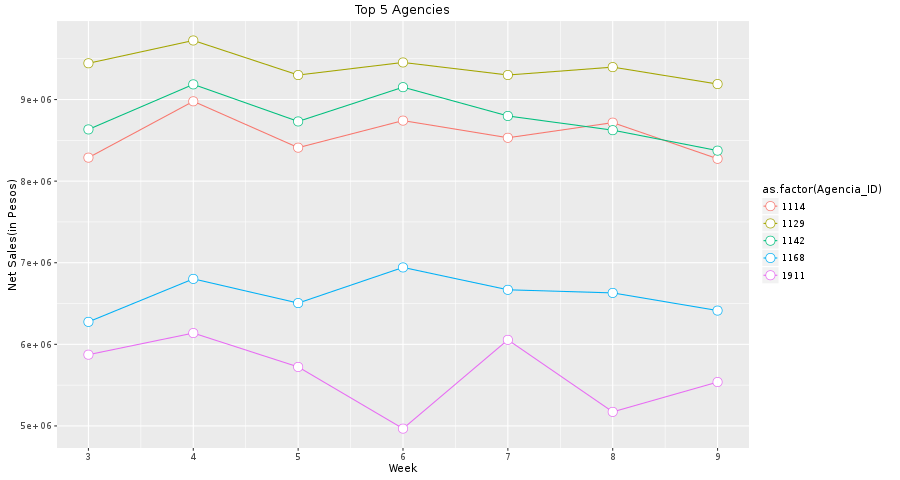 Top 5 Agencies
Net Sales(in Pesos)
9e+06
8e+06
7e+06
6e+06
5e+06
3 4 5 6 7 8 9
Week
as.factor(Agencia_ID)
1114
1129
1142
1168
1911